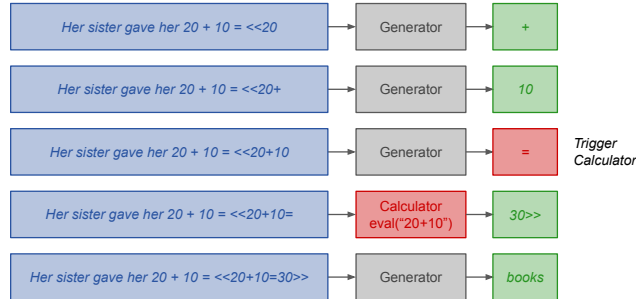 Her sister gave her 20 + 10 = <<20
Generator
+
Her sister gave her 20 + 10 = <<20+
Generator
10
Her sister gave her 20 + 10 = <<20+10
Generator
=
Trigger
Calculator
Her sister gave her 20 + 10 = <<20+10=
Calculator
eval(“20+10”)
30>>
Her sister gave her 20 + 10 = <<20+10=30>>
Generator
books